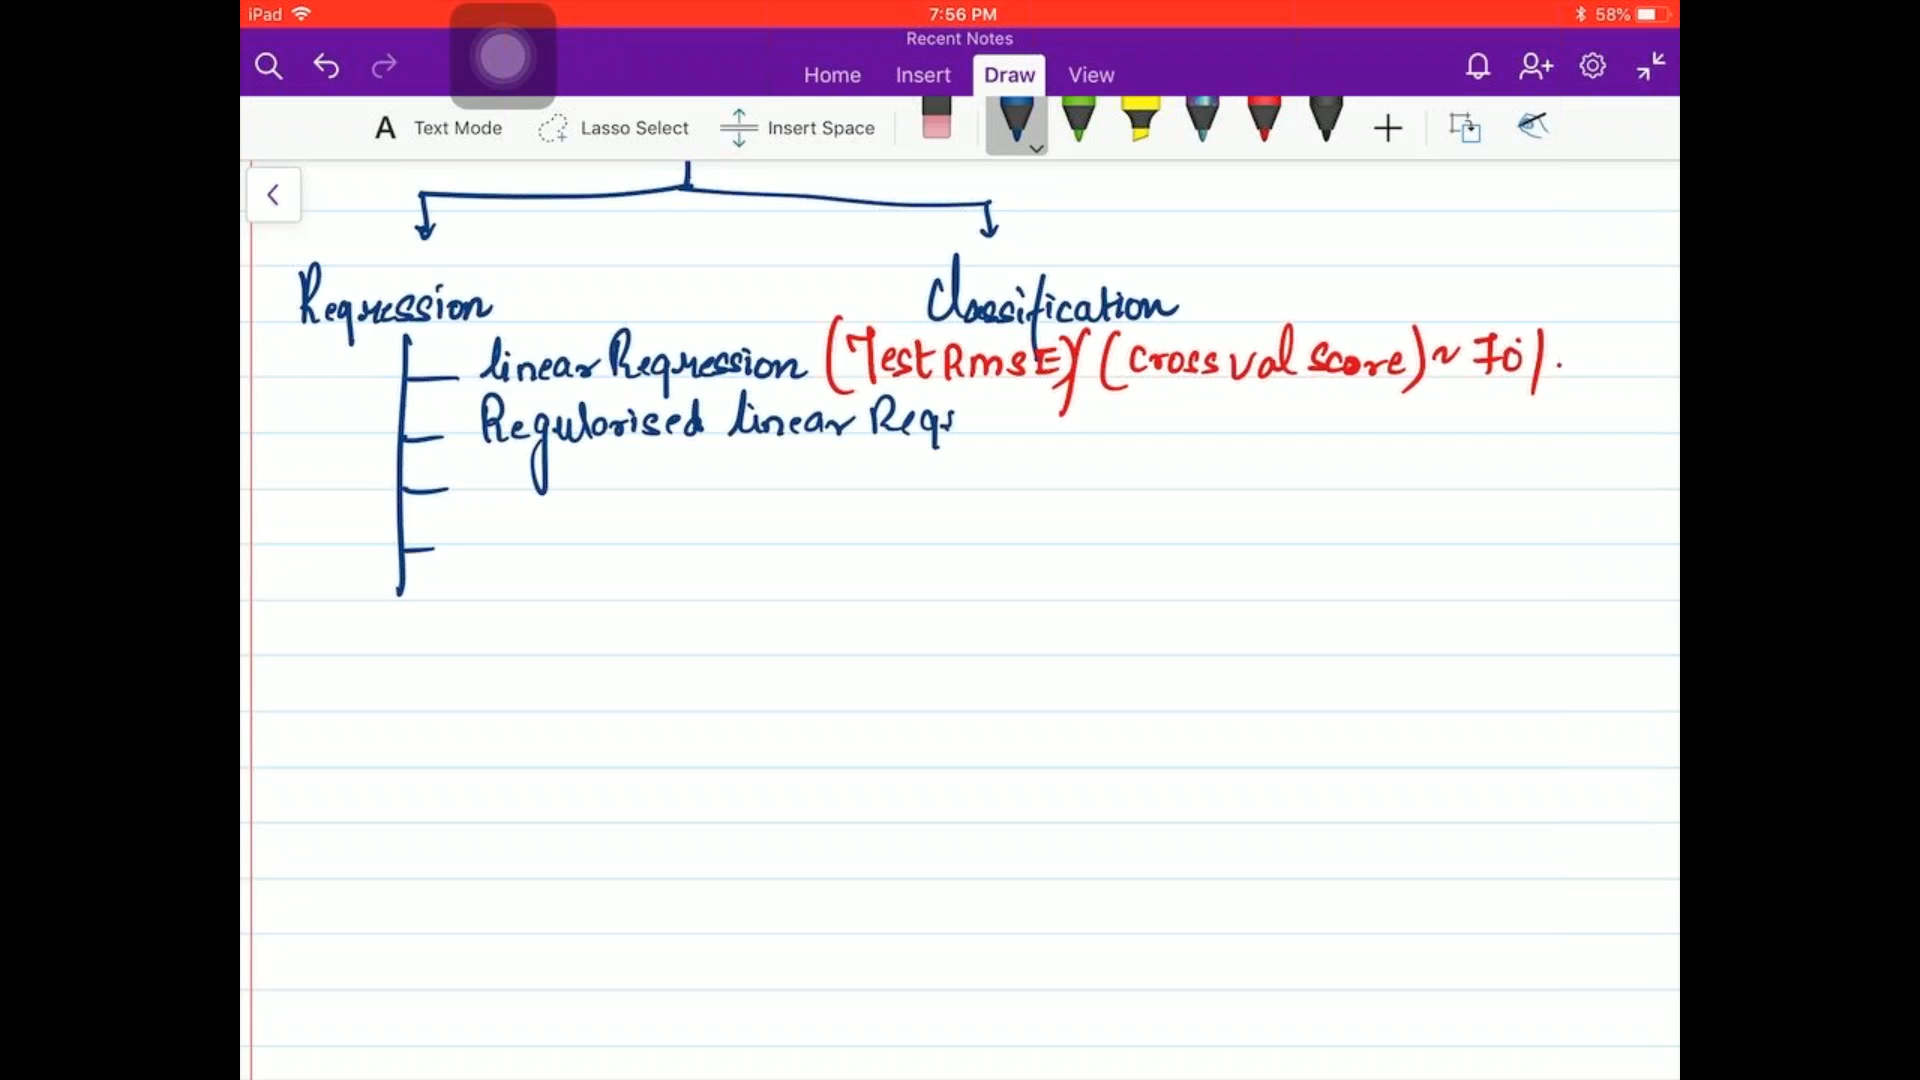 iPad 7:56 PM 58%
Recent Notes
Home Insert Draw View
A Text Mode Lasso Select Insert Space
Regression Classification
linear Regression (Test RmsE)/(cross val score) ~ 70%.
Regularised linear Regr